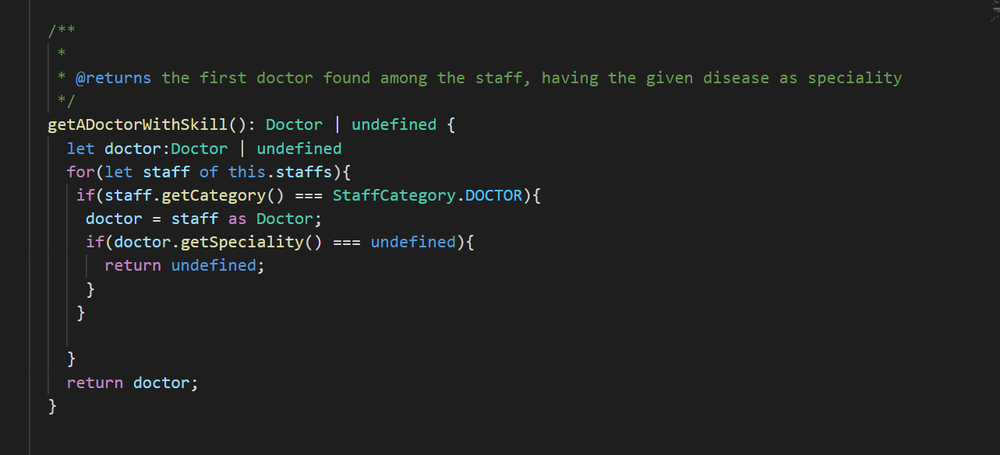 /**
 *
 * @returns the first doctor found among the staff, having the given disease as speciality
 */
getADoctorWithSkill(): Doctor | undefined {
  let doctor:Doctor | undefined
  for(let staff of this.staffs){
   if(staff.getCategory() === StaffCategory.DOCTOR){
    doctor = staff as Doctor;
    if(doctor.getSpeciality() === undefined){
      return undefined;
    }
   }
  }
  return doctor;
}